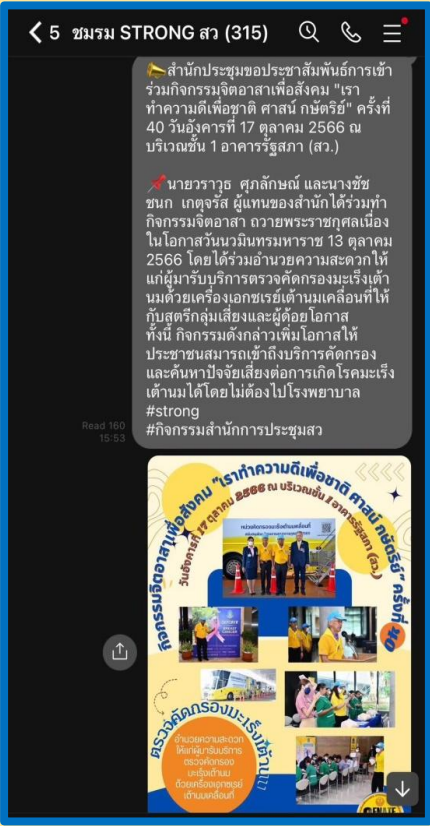 5 ชมรม STRONG สว (315)
สำนักประชุมขอประชาสัมพันธ์การเข้า
ร่วมกิจกรรมจิตอาสาเพื่อสังคม "เรา
ทำความดีเพื่อชาติ ศาสน์ กษัตริย์" ครั้งที่
40 วันอังคารที่ 17 ตุลาคม 2566 ณ
บริเวณชั้น 1 อาคารรัฐสภา (สว.)
นายวราวุธ ศุภลักษณ์ และนางชัช
ชนก เกตุจรัส ผู้แทนของสำนักได้ร่วมทำ
กิจกรรมจิตอาสา ถวายพระราชกุศลเนื่อง
ในโอกาสวันนวมินทรมหาราช 13 ตุลาคม
2566 โดยได้ร่วมอำนวยความสะดวกให้
แก่ผู้มารับบริการตรวจคัดกรองมะเร็งเต้า
นมด้วยเครื่องเอกซเรย์เต้านมเคลื่อนที่ให้
กับสตรีกลุ่มเสี่ยงและผู้ด้อยโอกาส
ทั้งนี้ กิจกรรมดังกล่าวเพิ่มโอกาสให้
ประชาชนสมารถเข้าถึงบริการคัดกรอง
และค้นหาปัจจัยเสี่ยงต่อการเกิดโรคมะเร็ง
เต้านมได้โดยไม่ต้องไปโรงพยาบาล
#strong
#กิจกรรมสำนักการประชุมสว
Read 160
15:53
กิจกรรมจิตอาสาเพื่อสังคม "เราทำความดีเพื่อชาติ ศาสน์ กษัตริย์" ครั้งที่ 40
วันอังคารที่ 17 ตุลาคม 2566 ณ บริเวณชั้น 1 อาคารรัฐสภา (สว.)
ตรวจคัดกรองมะเร็งเต้านม
อำนวยความสะดวก
ให้แก่ผู้มารับบริการ
ตรวจคัดกรอง
มะเร็งเต้านม
ด้วยเครื่องเอกซเรย์
เต้านมเคลื่อนที่